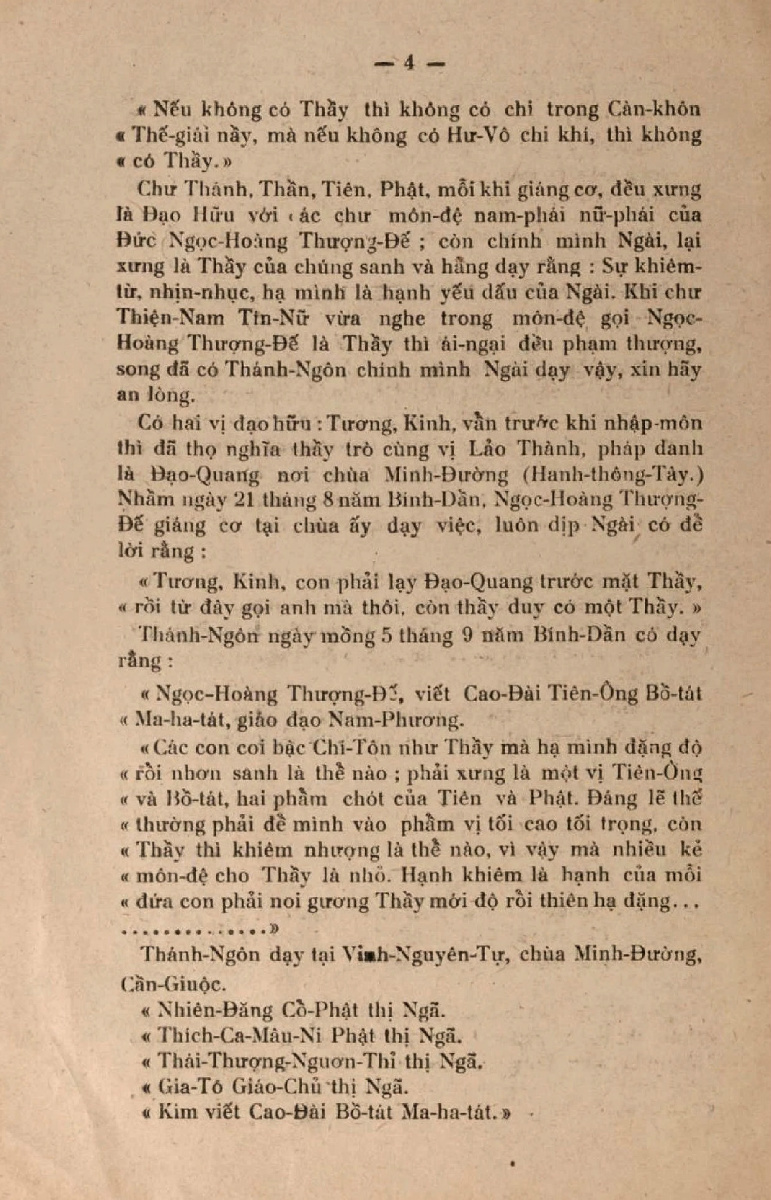 — 4 —
« Nếu không có Thầy thì không có chi trong Càn-khôn
« Thế-giái nầy, mà nếu không có Hư-Vô chi khí, thì không
« có Thầy.»
Chư Thánh, Thần, Tiên, Phật, mỗi khi giáng cơ, đều xưng
là Đạo Hữu với các chư môn-đệ nam-phái nữ-phái của
Đức Ngọc-Hoàng Thượng-Đế ; còn chính mình Ngài, lại
xưng là Thầy của chúng sanh và hằng dạy rằng : Sự khiêm-
từ, nhịn-nhục, hạ mình là hạnh yếu dấu của Ngài. Khi chư
Thiện-Nam Tín-Nữ vừa nghe trong môn-đệ gọi Ngọc-
Hoàng Thượng-Đế là Thầy thì ái-ngại đều phạm thượng,
song đã có Thánh-Ngôn chính mình Ngài dạy vậy, xin hãy
an lòng.
Có hai vị đạo hữu : Tương, Kinh, vẫn trước khi nhập-môn
thì đã thọ nghĩa thầy trò cùng vị Lảo Thành, pháp danh
là Đạo-Quang nơi chùa Minh-Đường (Hanh-thông-Tây.)
Nhằm ngày 21 tháng 8 năm Bính-Dần, Ngọc-Hoàng Thượng-
Đế giáng cơ tại chùa ấy dạy việc, luôn dịp Ngài có để
lời rằng :
« Tương, Kinh, con phải lạy Đạo-Quang trước mặt Thầy,
« rồi từ đây gọi anh mà thôi, còn thầy duy có một Thầy. »
Thánh-Ngôn ngày mồng 5 tháng 9 năm Bính-Dần có dạy
rằng :
« Ngọc-Hoàng Thượng-Đế, viết Cao-Đài Tiên-Ông Bồ-tát
« Ma-ha-tát, giáo đạo Nam-Phương.
« Các con coi bậc Chí-Tôn như Thầy mà hạ mình đặng độ
« rồi nhơn sanh là thể nào ; phải xưng là một vị Tiên-Ông
« và Bồ-tát, hai phẩm chót của Tiên và Phật. Đáng lẽ thế
« thường phải để mình vào phẩm vị tối cao tối trọng, còn
« Thầy thì khiêm nhượng là thể nào, vì vậy mà nhiều kẻ
« môn-đệ cho Thầy là nhỏ. Hạnh khiêm là hạnh của mỗi
« đứa con phải noi gương Thầy mới độ rồi thiên hạ đặng...
..............»
Thánh-Ngôn dạy tại Vĩnh-Nguyên-Tự, chùa Minh-Đường,
Cần-Giuộc.
« Nhiên-Đăng Cổ-Phật thị Ngã.
« Thích-Ca-Mâu-Ni Phật thị Ngã.
« Thái-Thượng-Nguơn-Thỉ thị Ngã.
« Gia-Tô Giáo-Chủ thị Ngã.
« Kim viết Cao-Đài Bồ-tát Ma-ha-tát.»